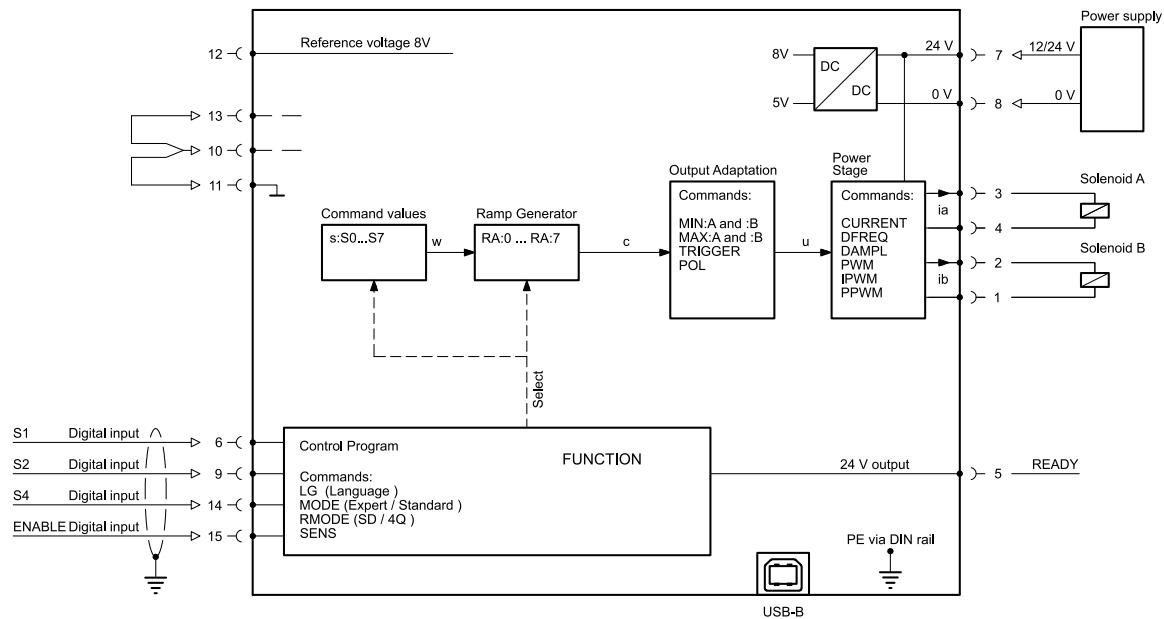 Power supply
12
Reference voltage 8V
8V
DC
DC
5V
24 V
7
12/24 V
0 V
8
0 V
13
10
11
Command values
s:S0...S7
w
Ramp Generator
RA:0 ... RA:7
c
Output Adaptation
Commands:
MIN:A and :B
MAX:A and :B
TRIGGER
POL
u
Power
Stage
Commands:
CURRENT
DFREQ
DAMPL
PWM
IPWM
PPWM
ia
ib
3
4
2
1
Solenoid A
Solenoid B
Select
S1 Digital input
6
S2 Digital input
9
S4 Digital input
14
ENABLE Digital input
15
Control Program
FUNCTION
Commands:
LG (Language )
MODE (Expert / Standard )
RMODE (SD / 4Q )
SENS
24 V output
5
READY
PE via DIN rail
USB-B